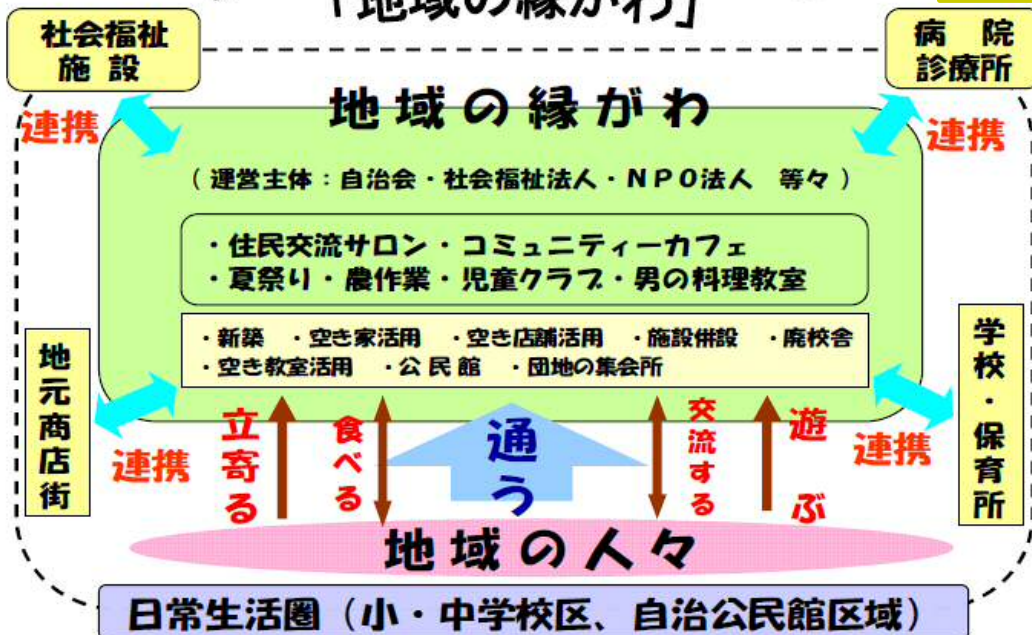 「地域の縁がわ」
社会福祉
施設
病院
診療所
連携
連携
地域の縁がわ
（運営主体：自治会・社会福祉法人・NPO法人 等々）
・住民交流サロン・コミュニティーカフェ
・夏祭り・農作業・児童クラブ・男の料理教室
・新築 ・空き家活用 ・空き店舗活用 ・施設併設 ・廃校舎
・空き教室活用 ・公民館 ・団地の集会所
地元商店街
学校・保育所
連携
連携
立寄る
食べる
通う
交流する
遊ぶ
地域の人々
日常生活圏（小・中学校区、自治公民館区域）